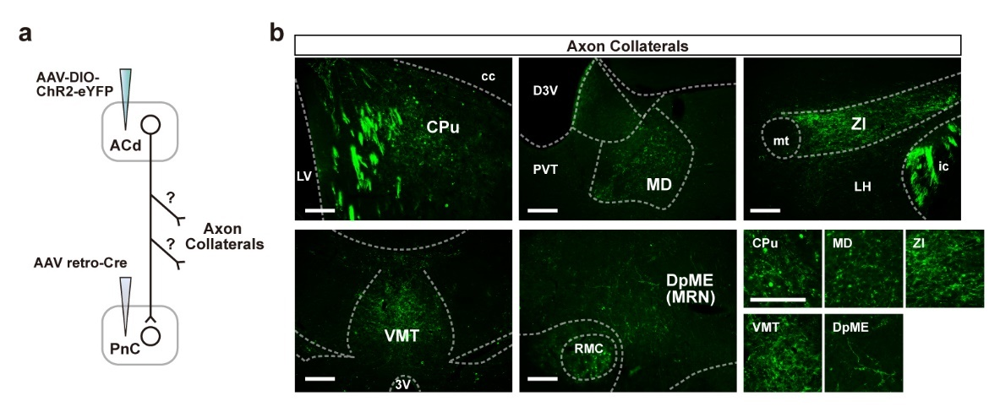 a
AAV-DIO-
ChR2-eYFP
ACd
?
?
Axon
Collaterals
AAV retro-Cre
PnC
b
Axon Collaterals
cc
CPu
LV
D3V
PVT
MD
ZI
mt
ic
LH
VMT
3V
DpME
(MRN)
RMC
CPu
MD
ZI
VMT
DpME